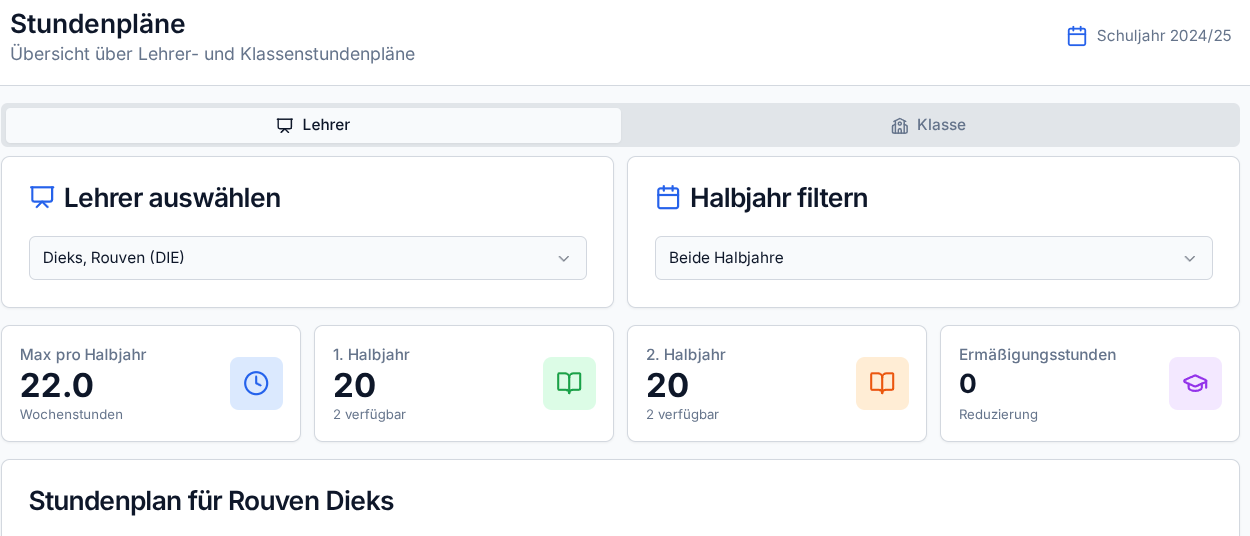 Stundenpläne
Übersicht über Lehrer- und Klassenstundenpläne
Schuljahr 2024/25
Lehrer
Klasse
Lehrer auswählen
Halbjahr filtern
Dieks, Rouven (DIE)
Beide Halbjahre
Max pro Halbjahr
22.0
Wochenstunden
1. Halbjahr
20
2 verfügbar
2. Halbjahr
20
2 verfügbar
Ermäßigungsstunden
0
Reduzierung
Stundenplan für Rouven Dieks